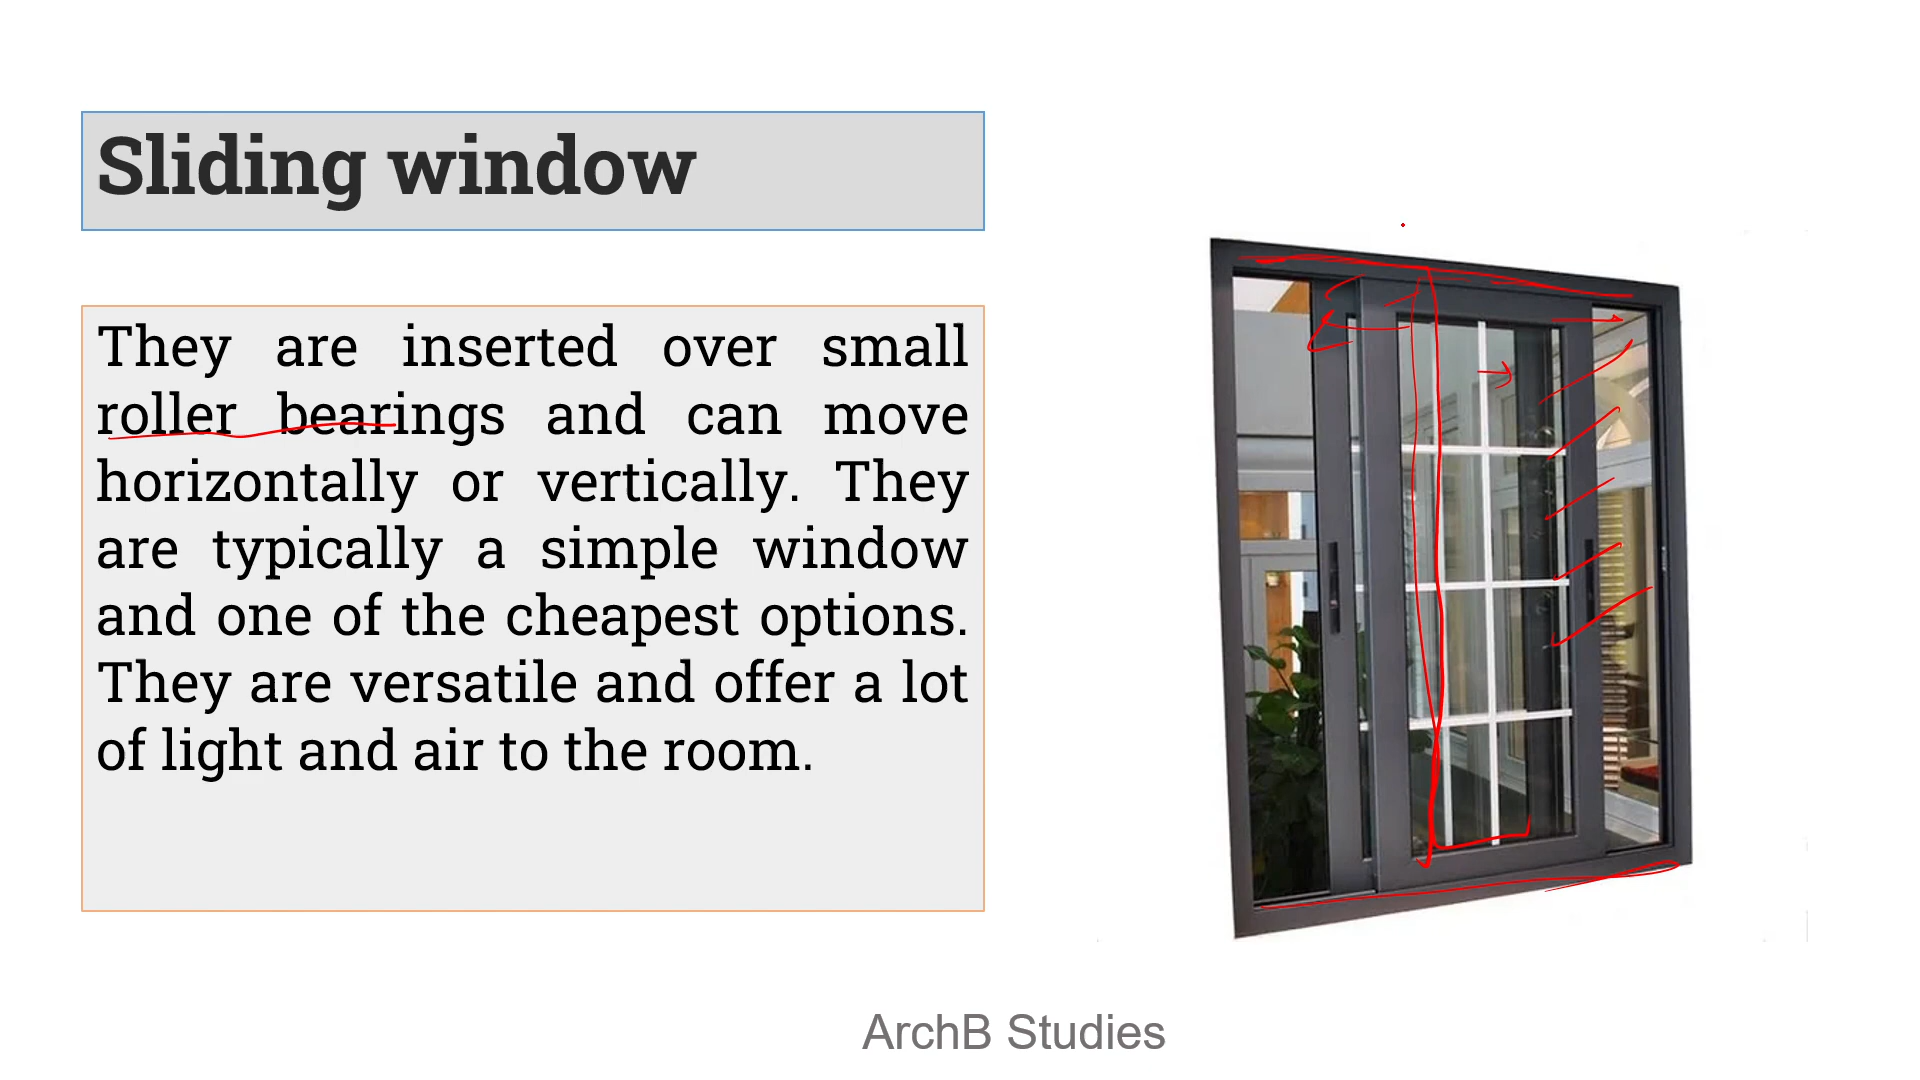 Sliding window
They are inserted over small
roller bearings and can move
horizontally or vertically. They
are typically a simple window
and one of the cheapest options.
They are versatile and offer a lot
of light and air to the room.
ArchB Studies